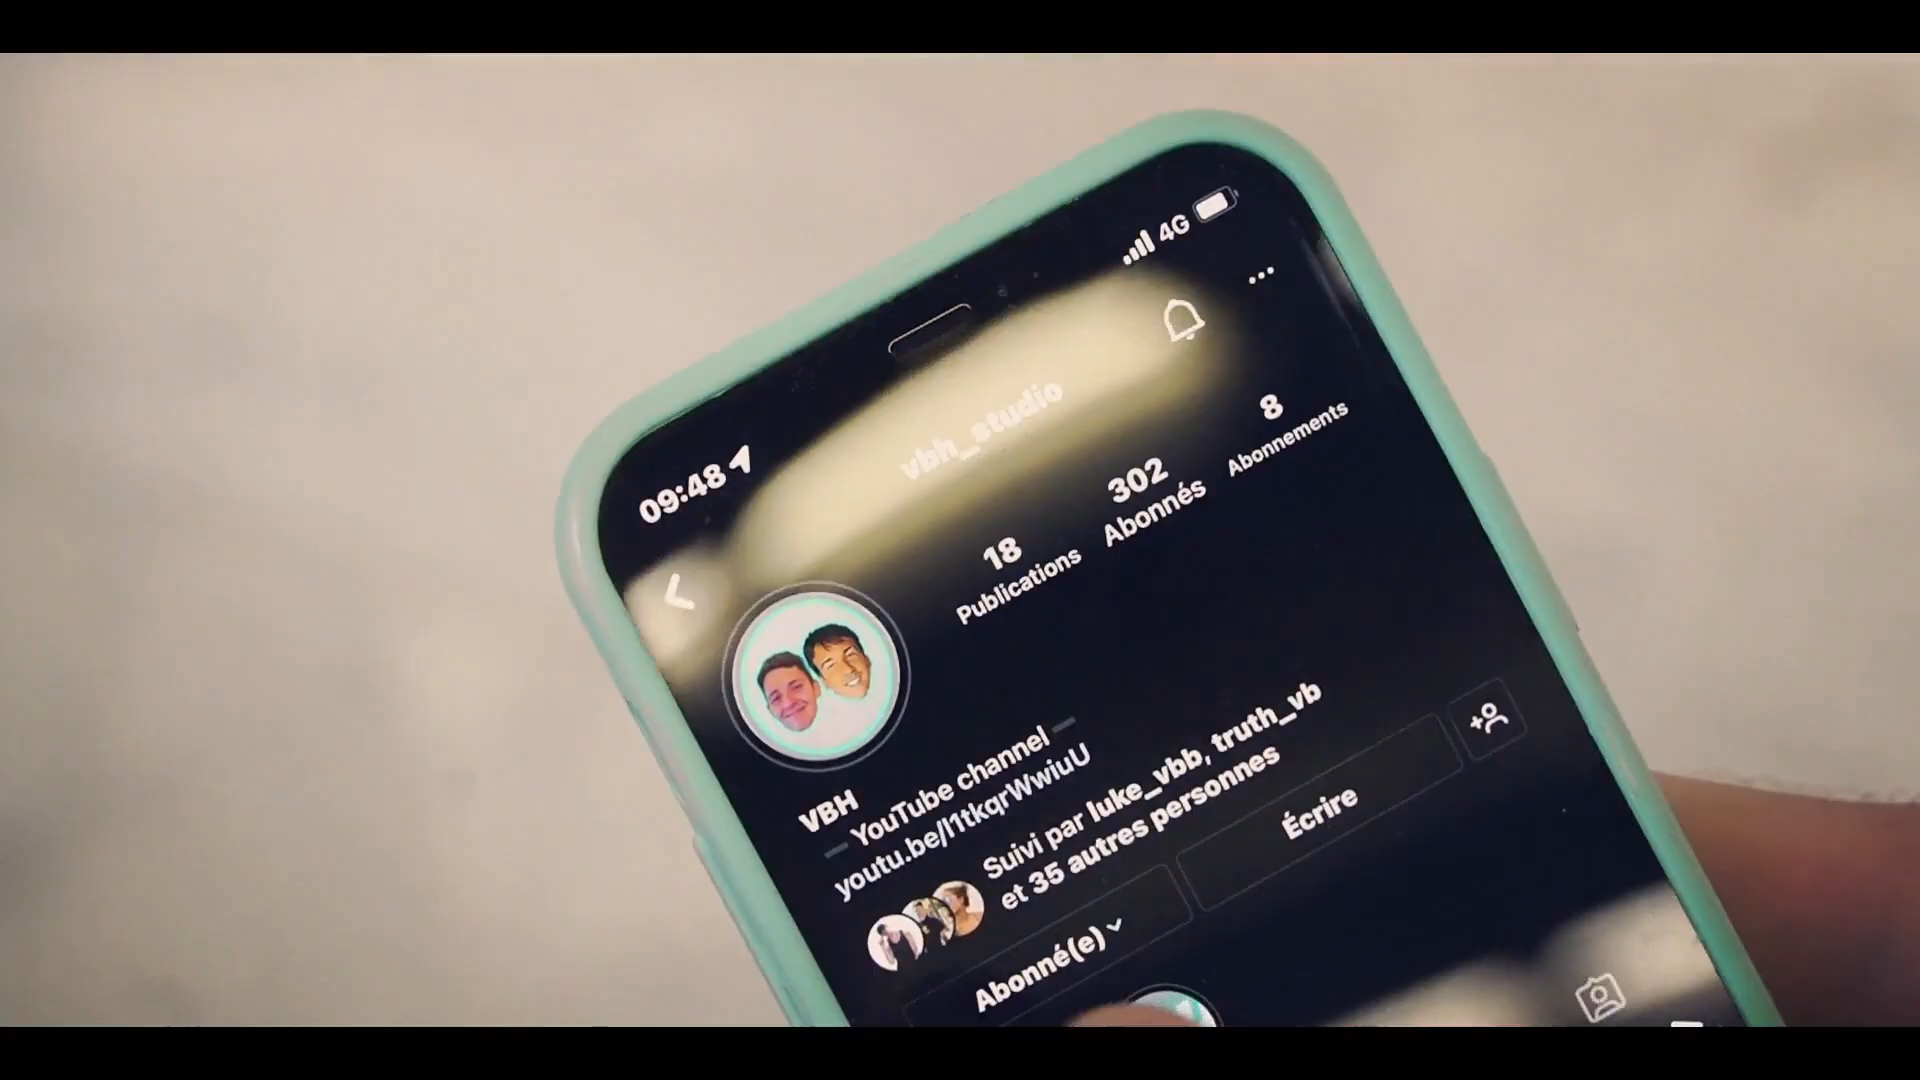 09:48
4G
vbh_studio
18
Publications
302
Abonnés
8
Abonnements
VBH
— YouTube channel —
youtu.be/l1tkqrWwiuU
Suivi par luke_vbb, truth_vb
et 35 autres personnes
Abonné(e)
Écrire